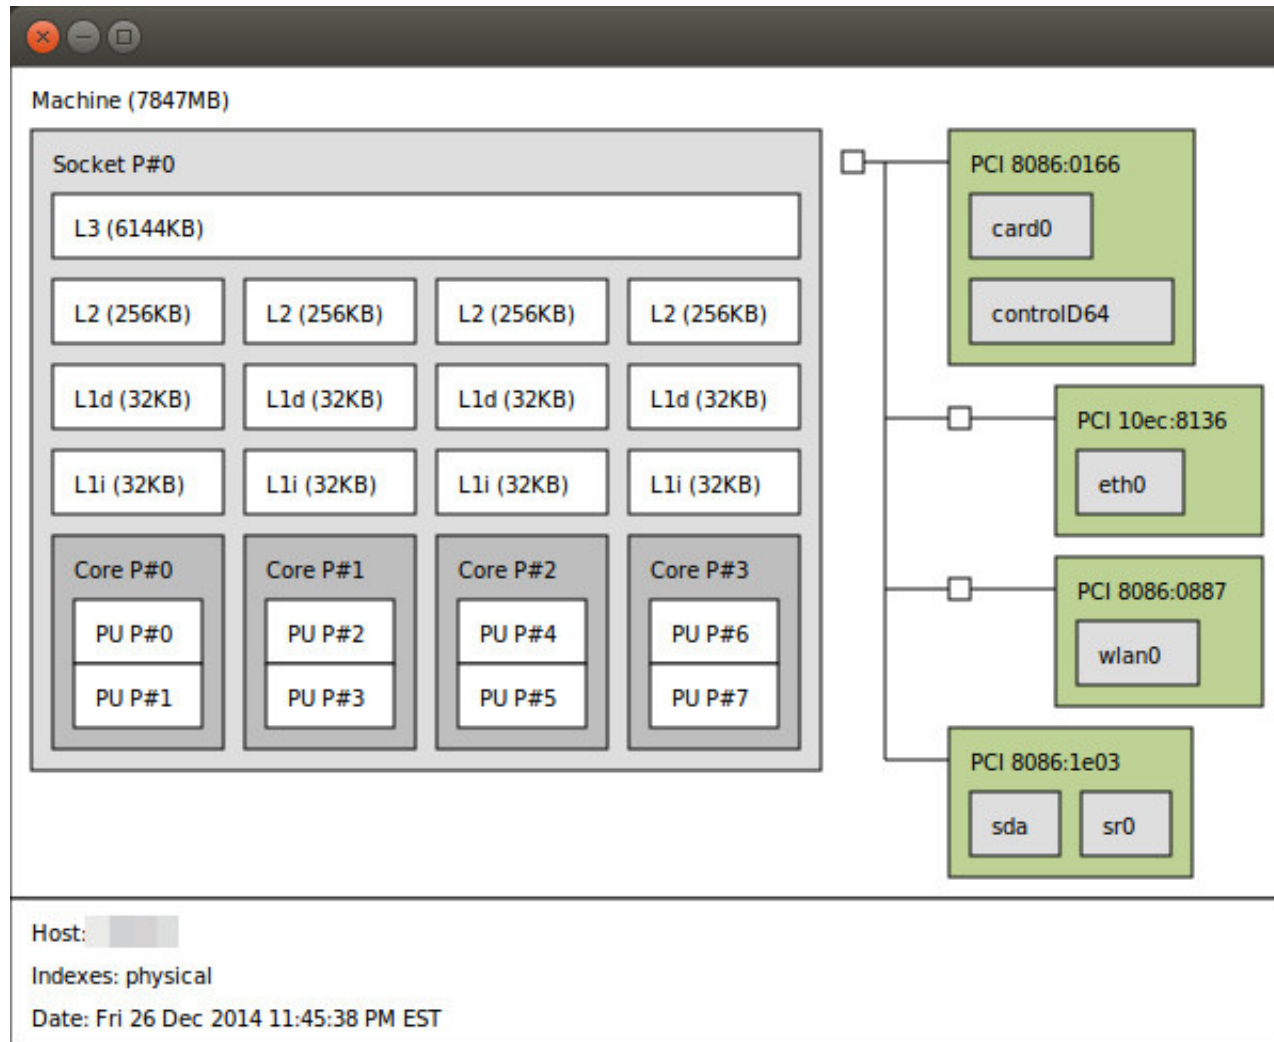 Machine (7847MB)
Socket P#0
L3 (6144KB)
L2 (256KB) L2 (256KB) L2 (256KB) L2 (256KB)
L1d (32KB) L1d (32KB) L1d (32KB) L1d (32KB)
L1i (32KB) L1i (32KB) L1i (32KB) L1i (32KB)
Core P#0 Core P#1 Core P#2 Core P#3
PU P#0 PU P#2 PU P#4 PU P#6
PU P#1 PU P#3 PU P#5 PU P#7
PCI 8086:0166
card0
controlD64
PCI 10ec:8136
eth0
PCI 8086:0887
wlan0
PCI 8086:1e03
sda sr0
Host:
Indexes: physical
Date: Fri 26 Dec 2014 11:45:38 PM EST